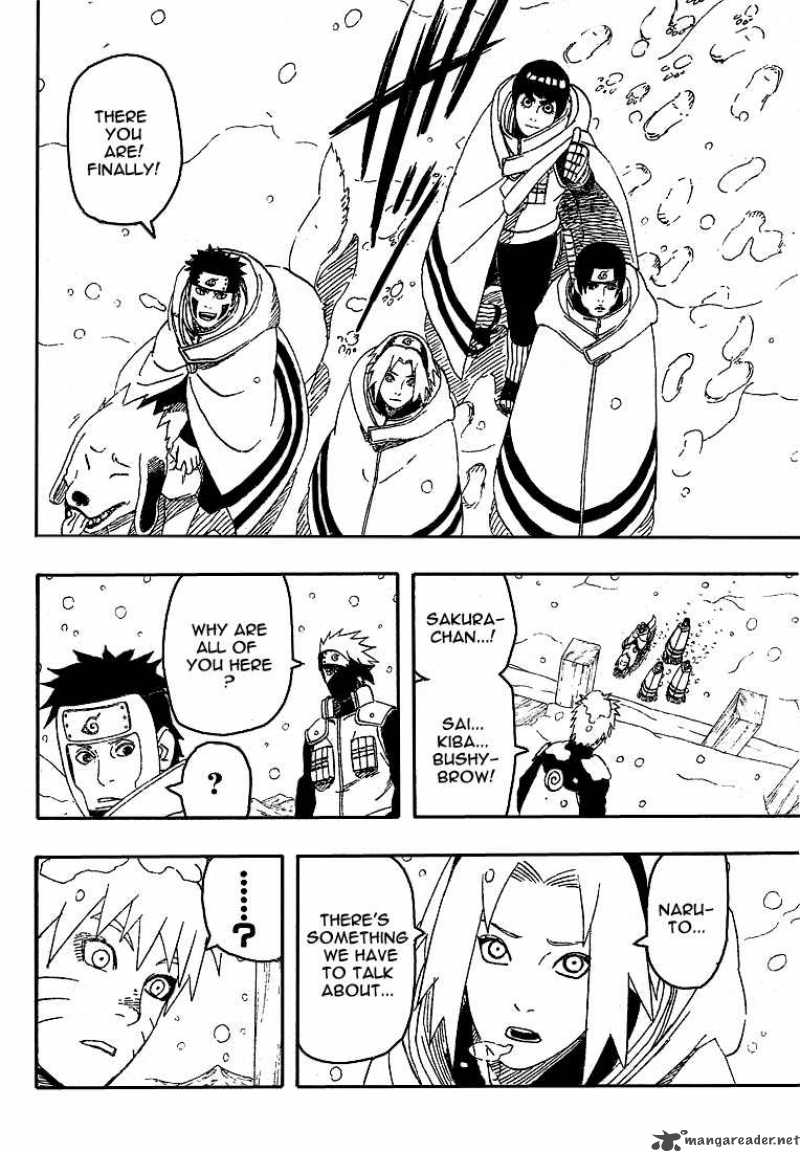 THERE
YOU
ARE!
FINALLY!
SAKURA-
CHAN...!
SAI...
KIBA...
BUSHY-
BROW!
WHY ARE
ALL OF
YOU HERE
?
?
NARU-
TO...
THERE'S
SOMETHING
WE HAVE
TO TALK
ABOUT...
......?
mangareader.net